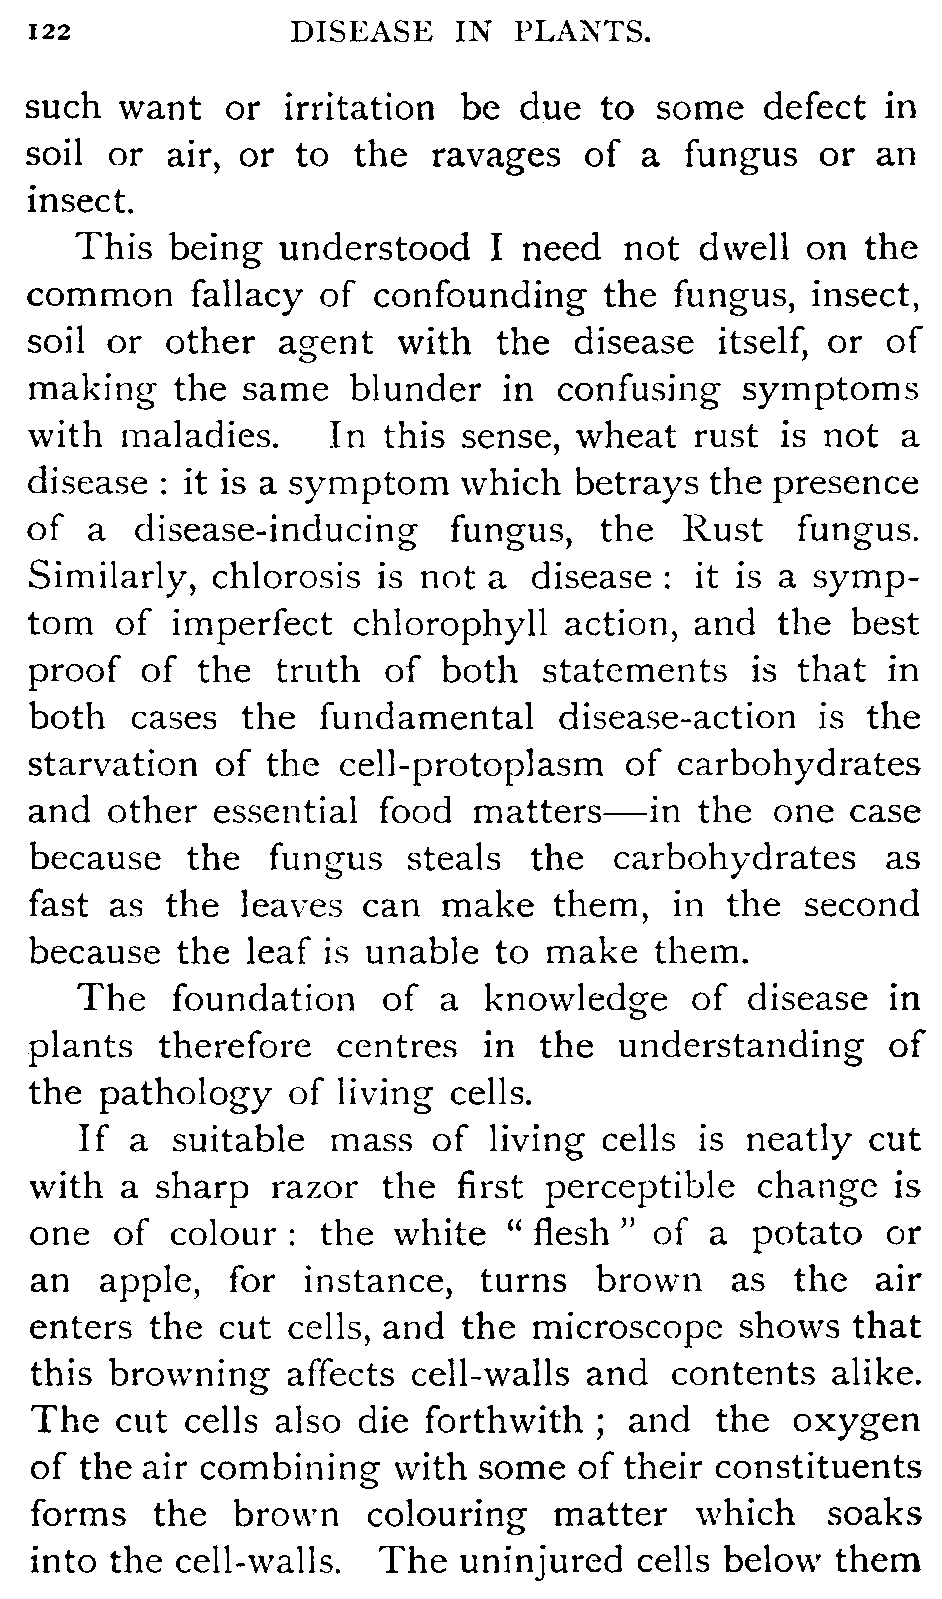 122 DISEASE IN PLANTS.
such want or irritation be due to some defect in
soil or air, or to the ravages of a fungus or an
insect.
This being understood I need not dwell on the
common fallacy of confounding the fungus, insect,
soil or other agent with the disease itself, or of
making the same blunder in confusing symptoms
with maladies. In this sense, wheat rust is not a
disease : it is a symptom which betrays the presence
of a disease-inducing fungus, the Rust fungus.
Similarly, chlorosis is not a disease : it is a symp-
tom of imperfect chlorophyll action, and the best
proof of the truth of both statements is that in
both cases the fundamental disease-action is the
starvation of the cell-protoplasm of carbohydrates
and other essential food matters—in the one case
because the fungus steals the carbohydrates as
fast as the leaves can make them, in the second
because the leaf is unable to make them.
The foundation of a knowledge of disease in
plants therefore centres in the understanding of
the pathology of living cells.
If a suitable mass of living cells is neatly cut
with a sharp razor the first perceptible change is
one of colour : the white “ flesh ” of a potato or
an apple, for instance, turns brown as the air
enters the cut cells, and the microscope shows that
this browning affects cell-walls and contents alike.
The cut cells also die forthwith ; and the oxygen
of the air combining with some of their constituents
forms the brown colouring matter which soaks
into the cell-walls. The uninjured cells below them